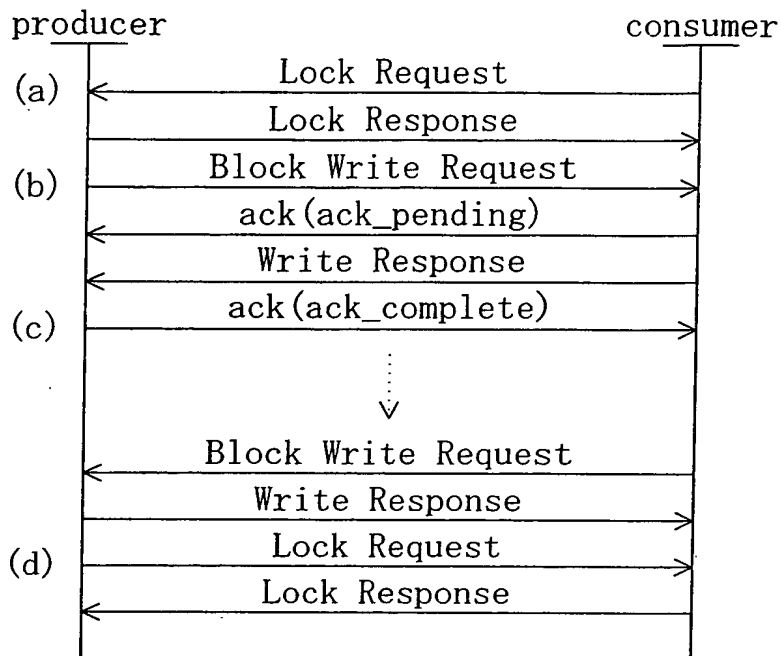 producer consumer
Lock Request
(a)
Lock Response
Block Write Request
(b)
ack(ack_pending)
Write Response
ack(ack_complete)
(c)
Block Write Request
Write Response
Lock Request
(d)
Lock Response